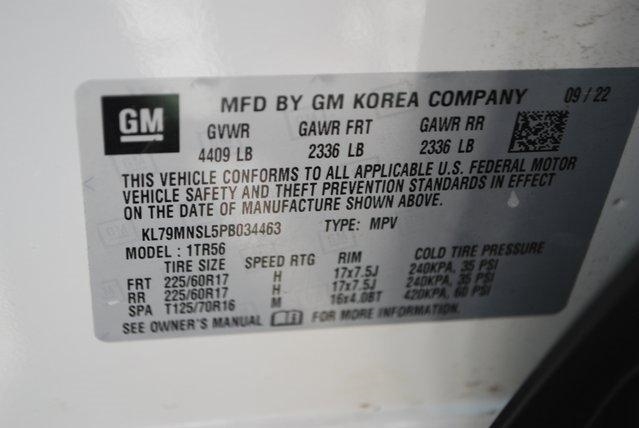 GM
MFD BY GM KOREA COMPANY 09/22
GVWR GAWR FRT GAWR RR
4409 LB 2336 LB 2336 LB
THIS VEHICLE CONFORMS TO ALL APPLICABLE U.S. FEDERAL MOTOR
VEHICLE SAFETY AND THEFT PREVENTION STANDARDS IN EFFECT
ON THE DATE OF MANUFACTURE SHOWN ABOVE.
KL79MNSL5PB034463 TYPE: MPV
MODEL : 1TR56
TIRE SIZE SPEED RTG RIM COLD TIRE PRESSURE
FRT 225/60R17 H 17x7.5J 240KPA, 35 PSI
RR 225/60R17 H 17x7.5J 240KPA, 35 PSI
SPA T125/70R16 M 16x4.0BT 420KPA, 60 PSI
SEE OWNER'S MANUAL FOR MORE INFORMATION.